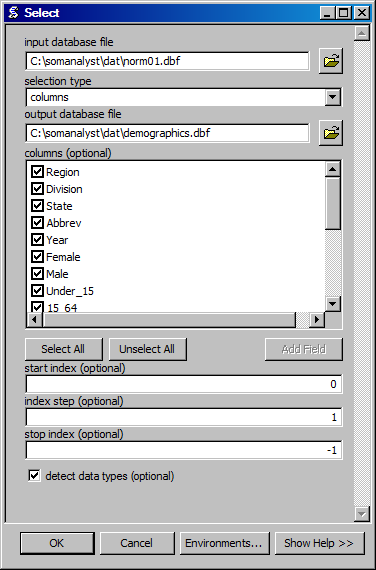 Select
input database file
C:\somanalyst\dat\norm01.dbf
selection type
columns
output database file
C:\somanalyst\dat\demographics.dbf
columns (optional)
Region
Division
State
Abbrev
Year
Female
Male
Under_15
15_64
Select All Unselect All Add Field
start index (optional)
0
index step (optional)
1
stop index (optional)
-1
detect data types (optional)
OK Cancel Environments... Show Help >>